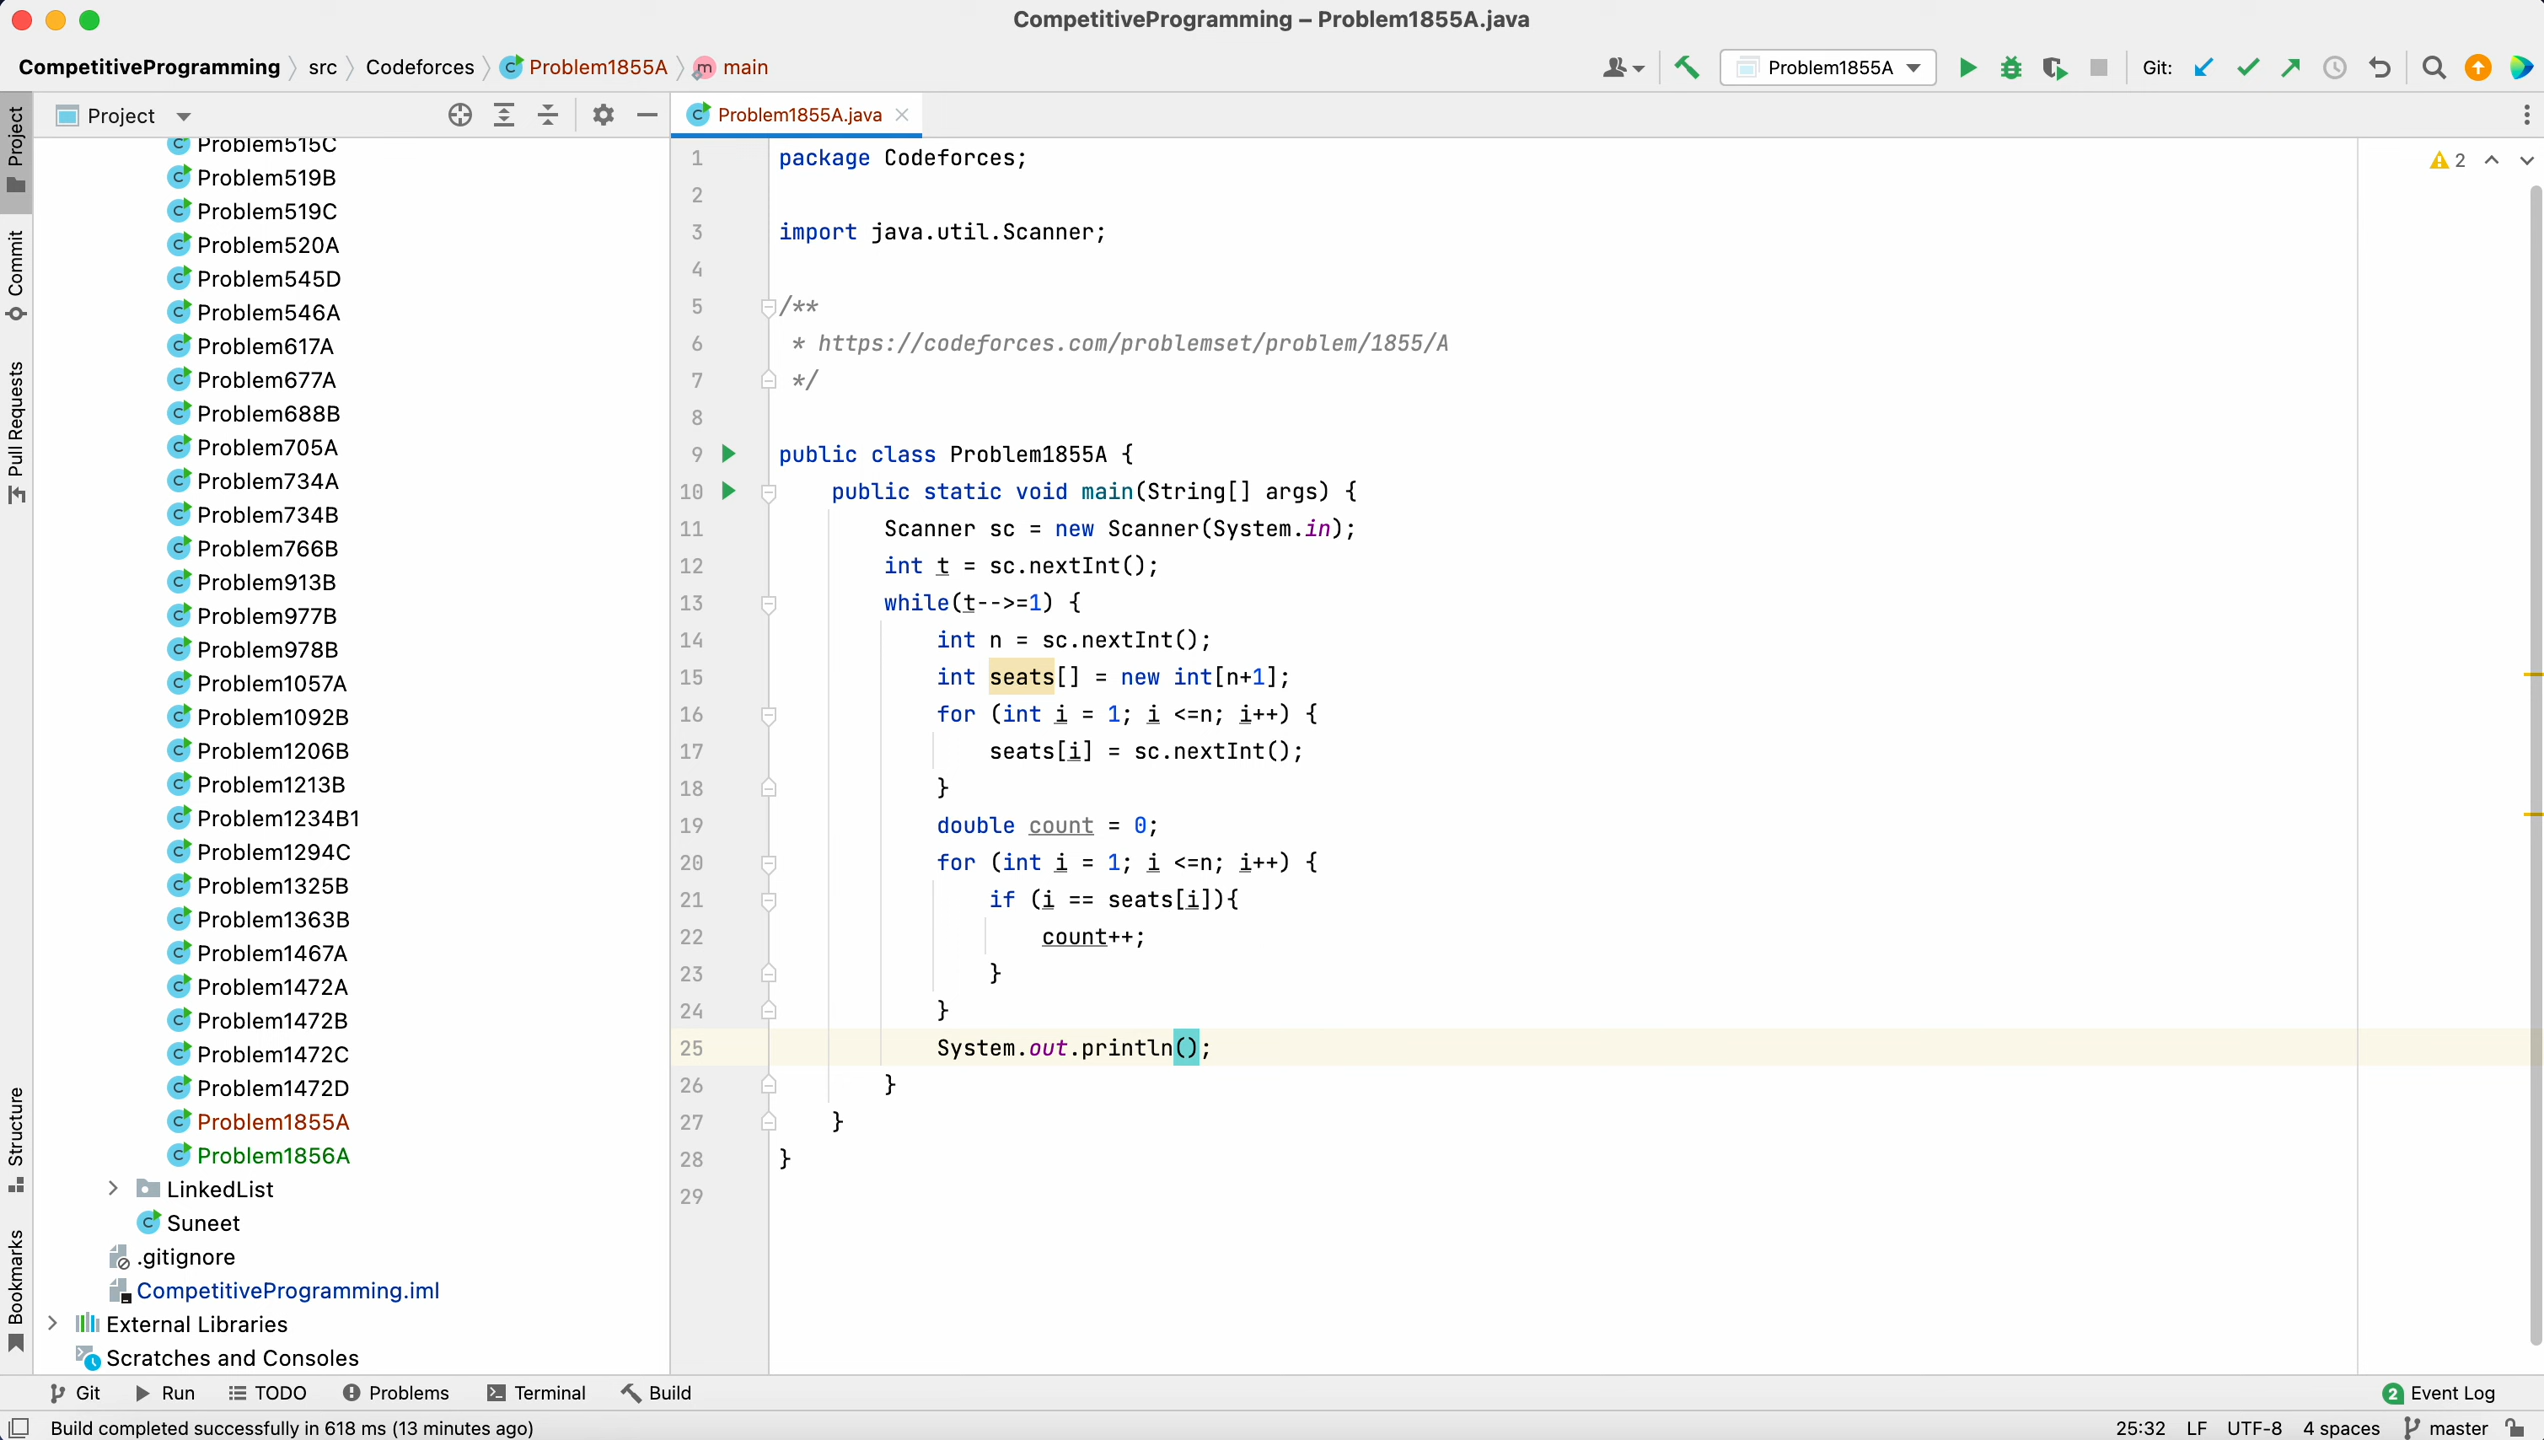 CompetitiveProgramming – Problem1855A.java
CompetitiveProgramming src Codeforces Problem1855A main
Problem1855A Git:
Project
Problem1855A.java
Project
Commit
Pull Requests
Structure
Bookmarks
Problem515C
Problem519B
Problem519C
Problem520A
Problem545D
Problem546A
Problem617A
Problem677A
Problem688B
Problem705A
Problem734A
Problem734B
Problem766B
Problem913B
Problem977B
Problem978B
Problem1057A
Problem1092B
Problem1206B
Problem1213B
Problem1234B1
Problem1294C
Problem1325B
Problem1363B
Problem1467A
Problem1472A
Problem1472B
Problem1472C
Problem1472D
Problem1855A
Problem1856A
LinkedList
Suneet
.gitignore
CompetitiveProgramming.iml
External Libraries
Scratches and Consoles
2
1 package Codeforces;
2
3 import java.util.Scanner;
4
5 /**
6 * https://codeforces.com/problemset/problem/1855/A
7 */
8
9 public class Problem1855A {
10 public static void main(String[] args) {
11 Scanner sc = new Scanner(System.in);
12 int t = sc.nextInt();
13 while(t-->=1) {
14 int n = sc.nextInt();
15 int seats[] = new int[n+1];
16 for (int i = 1; i <=n; i++) {
17 seats[i] = sc.nextInt();
18 }
19 double count = 0;
20 for (int i = 1; i <=n; i++) {
21 if (i == seats[i]){
22 count++;
23 }
24 }
25 System.out.println();
26 }
27 }
28 }
29
Git Run TODO Problems Terminal Build
2 Event Log
Build completed successfully in 618 ms (13 minutes ago)
25:32 LF UTF-8 4 spaces master